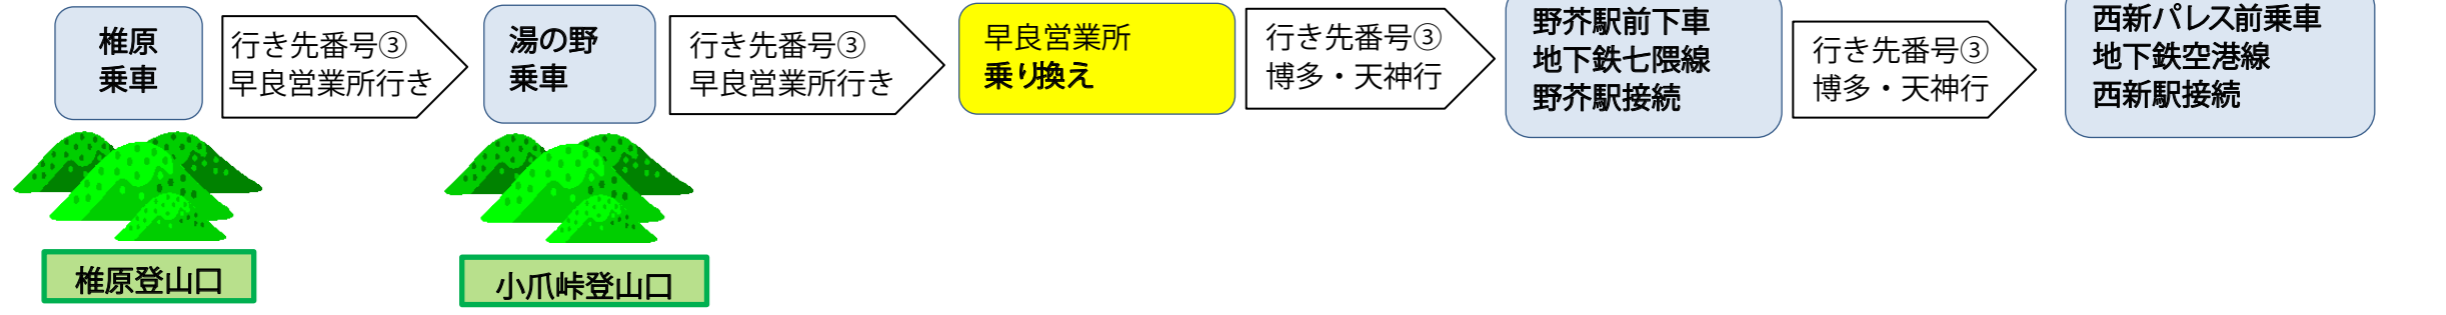 椎原
乗車
行き先番号③
早良営業所行き
湯の野
乗車
行き先番号③
早良営業所行き
早良営業所
乗り換え
行き先番号③
博多・天神行
野芥駅前下車
地下鉄七隈線
野芥駅接続
行き先番号③
博多・天神行
西新パレス前乗車
地下鉄空港線
西新駅接続
椎原登山口
小爪峠登山口